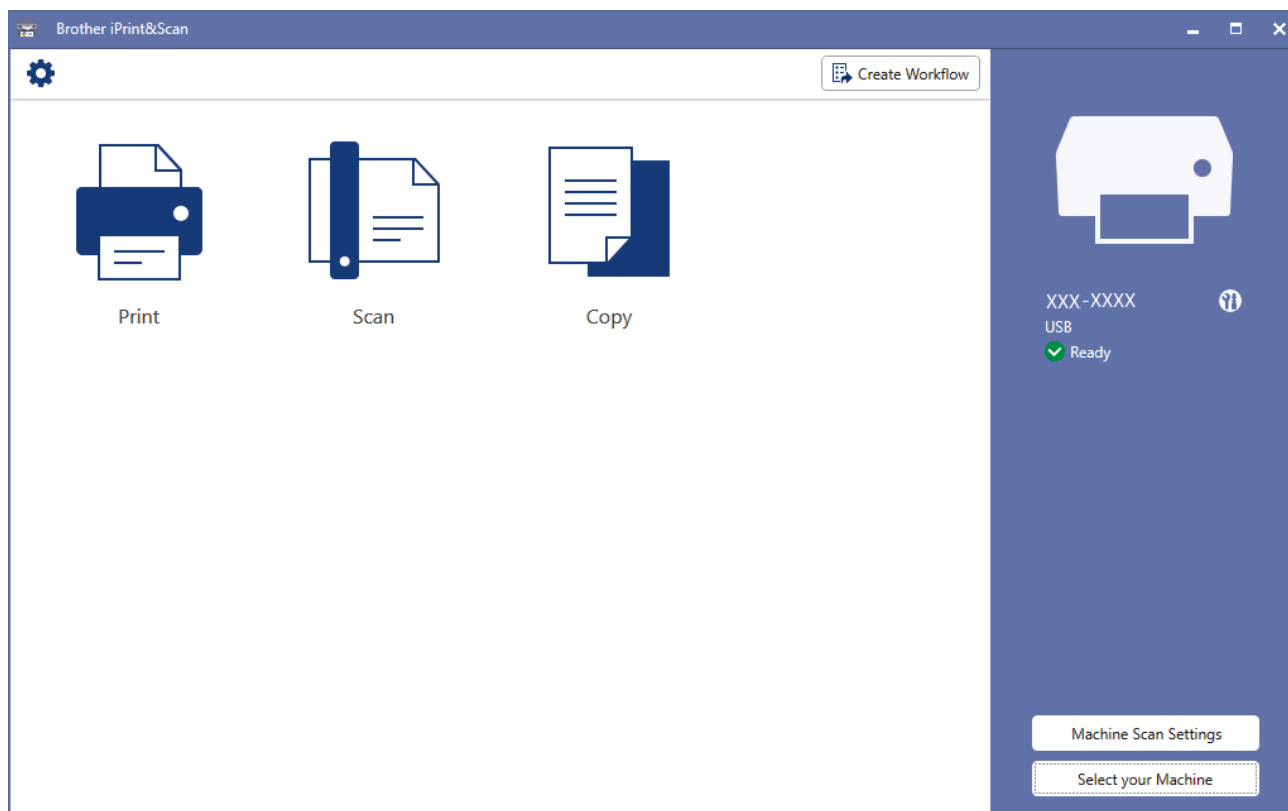 Brother iPrint&Scan
Create Workflow
Print
Scan
Copy
XXX-XXXX
USB
Ready
Machine Scan Settings
Select your Machine